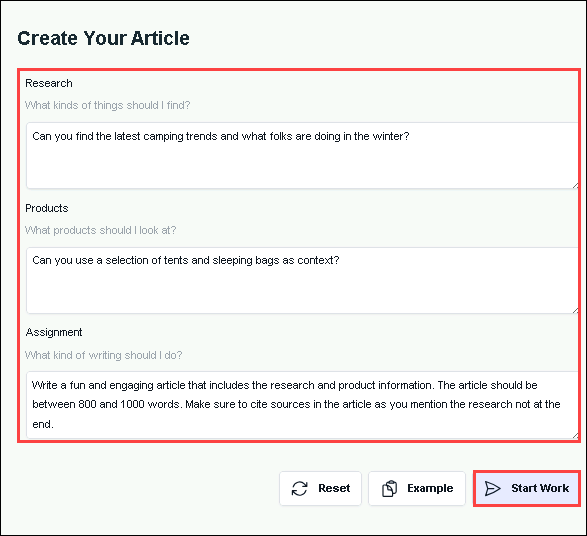 Create Your Article
Research
What kinds of things should I find?
Can you find the latest camping trends and what folks are doing in the winter?
Products
What products should I look at?
Can you use a selection of tents and sleeping bags as context?
Assignment
What kind of writing should I do?
Write a fun and engaging article that includes the research and product information. The article should be
between 800 and 1000 words. Make sure to cite sources in the article as you mention the research not at the
end.
Reset
Example
Start Work